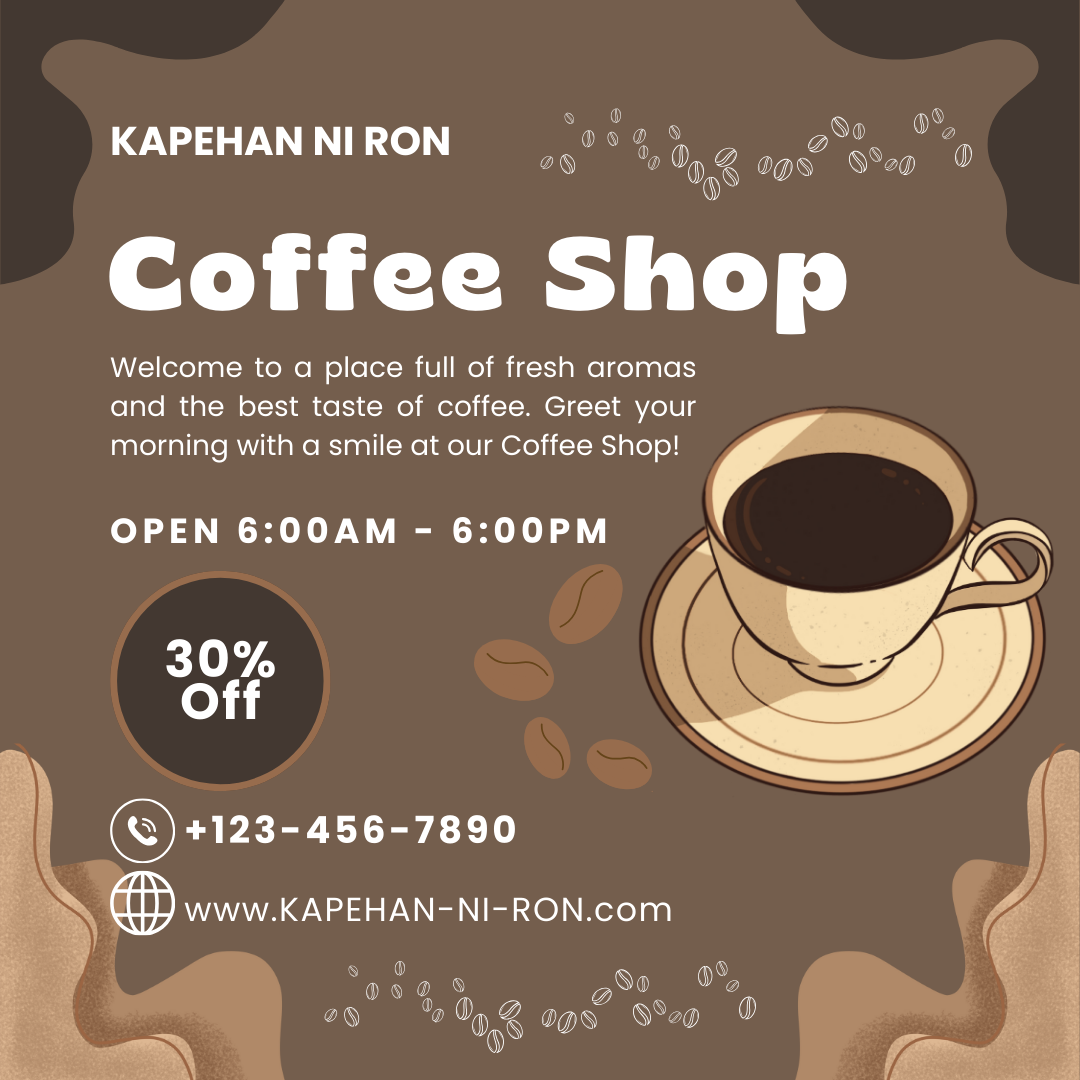 KAPEHAN NI RON
Coffee Shop
Welcome to a place full of fresh aromas
and the best taste of coffee. Greet your
morning with a smile at our Coffee Shop!
OPEN 6:00AM - 6:00PM
30%
Off
+123-456-7890
www.KAPEHAN-NI-RON.com